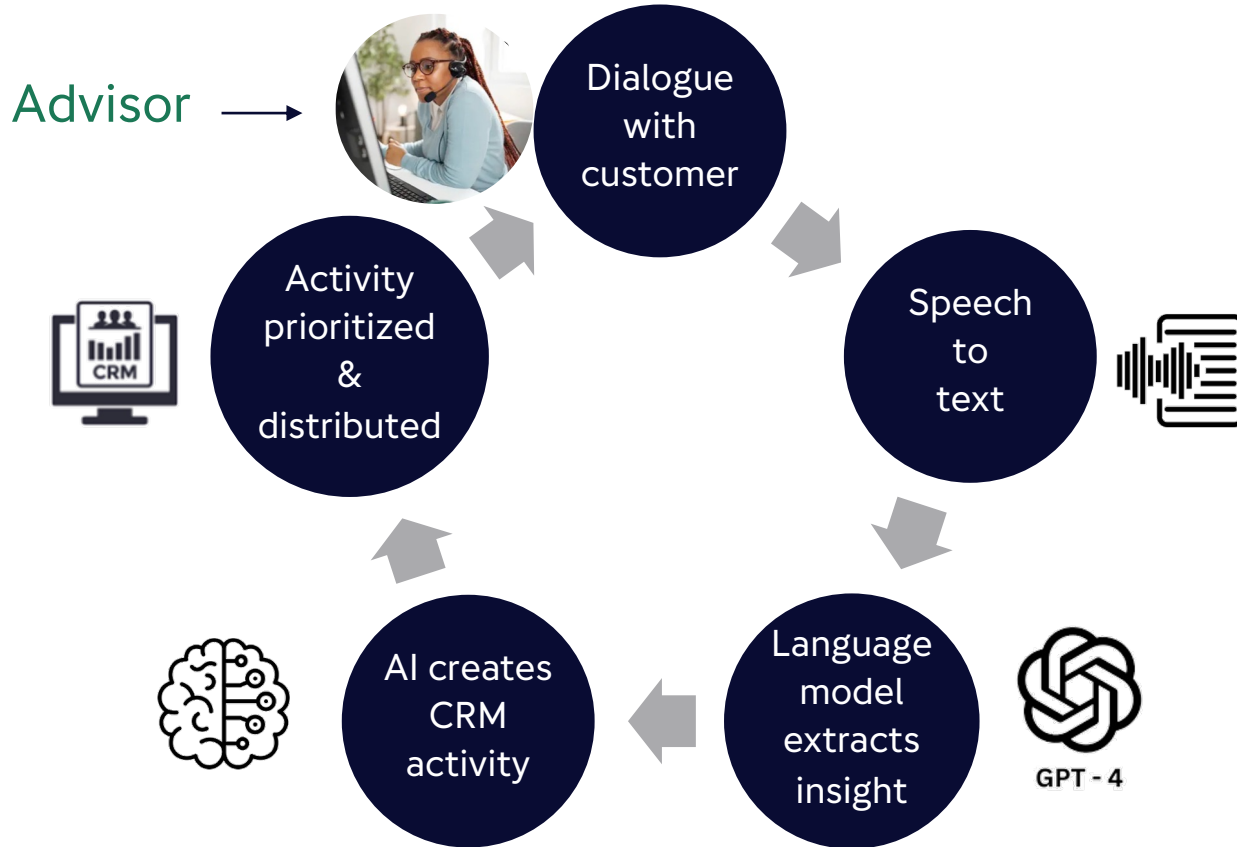 Advisor
Dialogue
with
customer
Activity
prioritized
&
distributed
CRM
Speech
to
text
AI creates
CRM
activity
Language
model
extracts
insight
GPT - 4